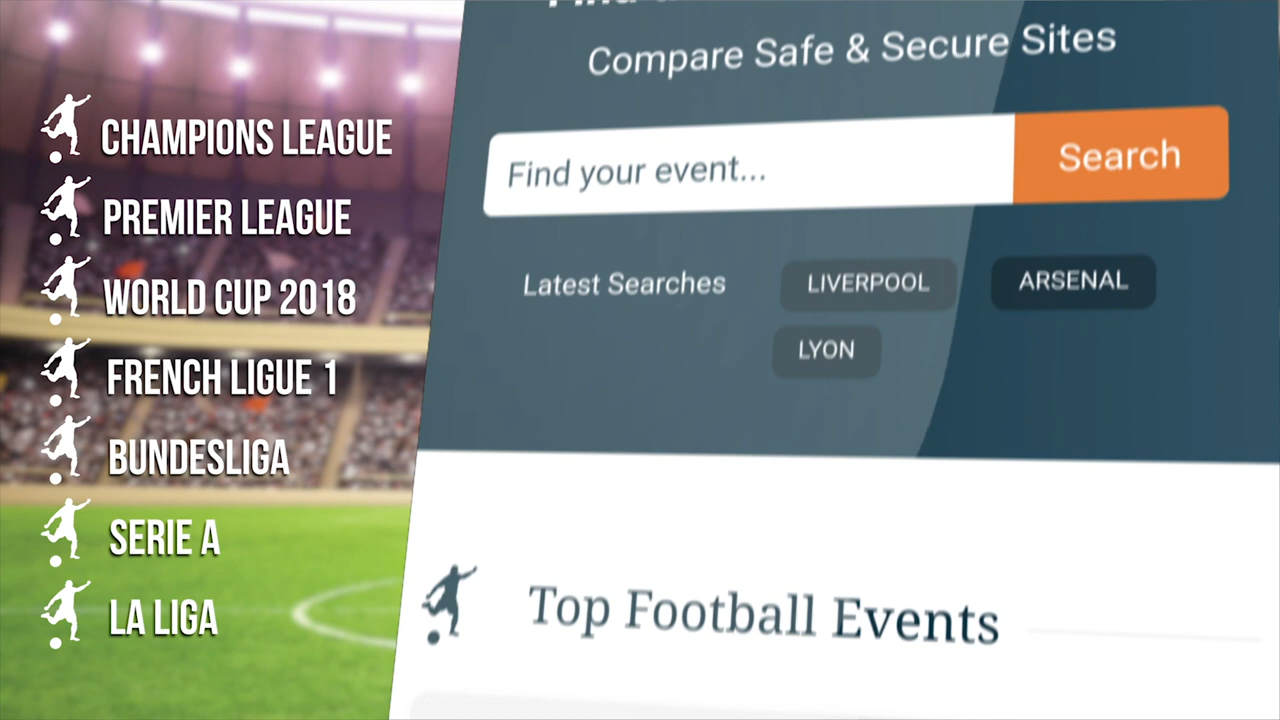 CHAMPIONS LEAGUE
PREMIER LEAGUE
WORLD CUP 2018
FRENCH LIGUE 1
BUNDESLIGA
SERIE A
LA LIGA
Compare Safe & Secure Sites
Find your event...
Search
Latest Searches
LIVERPOOL
ARSENAL
LYON
Top Football Events